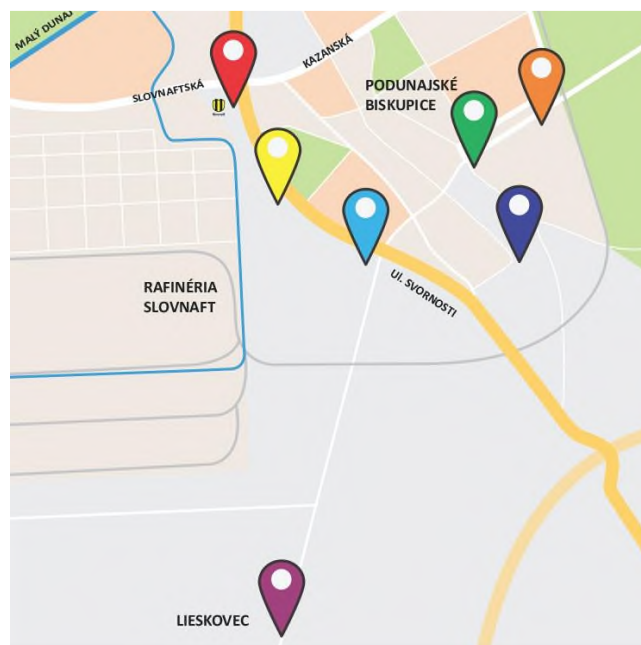 MALÝ DUNAJ
KAZANSKÁ
SLOVNAFTSKÁ
PODUNAJSKÉ
BISKUPICE
RAFINÉRIA
SLOVNAFT
Ul. SVORNOSTI
LIESKOVEC